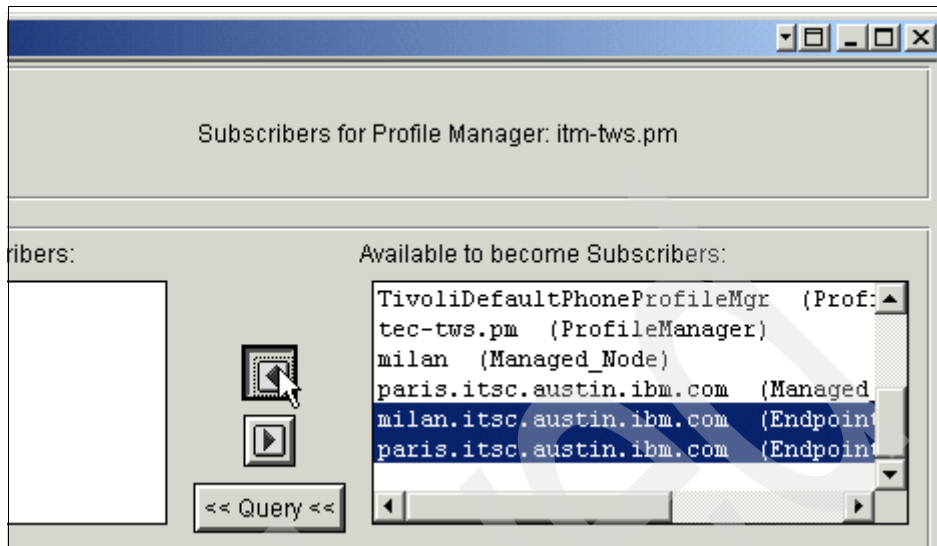 Subscribers for Profile Manager: itm-tws.pm
ribers:
Available to become Subscribers:
TivoliDefaultPhoneProfileMgr (Prof
tec-tws.pm (ProfileManager)
milan (Managed_Node)
paris.itsc.austin.ibm.com (Managed
milan.itsc.austin.ibm.com (Endpoint
paris.itsc.austin.ibm.com (Endpoint
<< Query <<